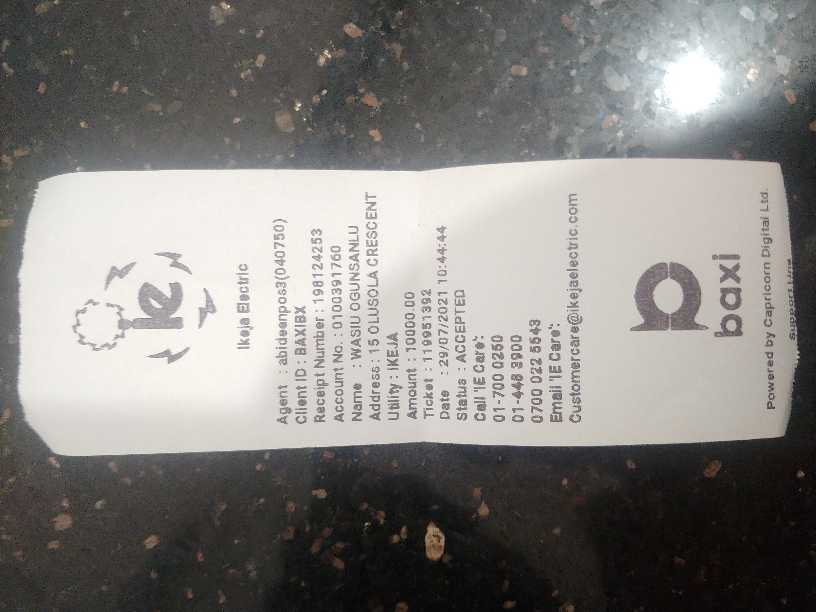 ie
Ikeja Electric
Agent : abideenpos3(040750)
Client ID : BAXIBX
Receipt Number : 198124253
Account No. : 0100391760
Name : WASIU OGUNSANLU
Address : 15 OLUSOLA CRESCENT
Utility : IKEJA
Amount : 10000.00
Ticket : 119951392
Date : 29/07/2021 10:44:44
Status : ACCEPTED
Call 'IE Care':
01-700 0250
01-448 3900
0700 022 5543
Email 'IE Care':
Customercare@ikejaelectric.com
baxi
Powered by Capricorn Digital Ltd.
Support Line